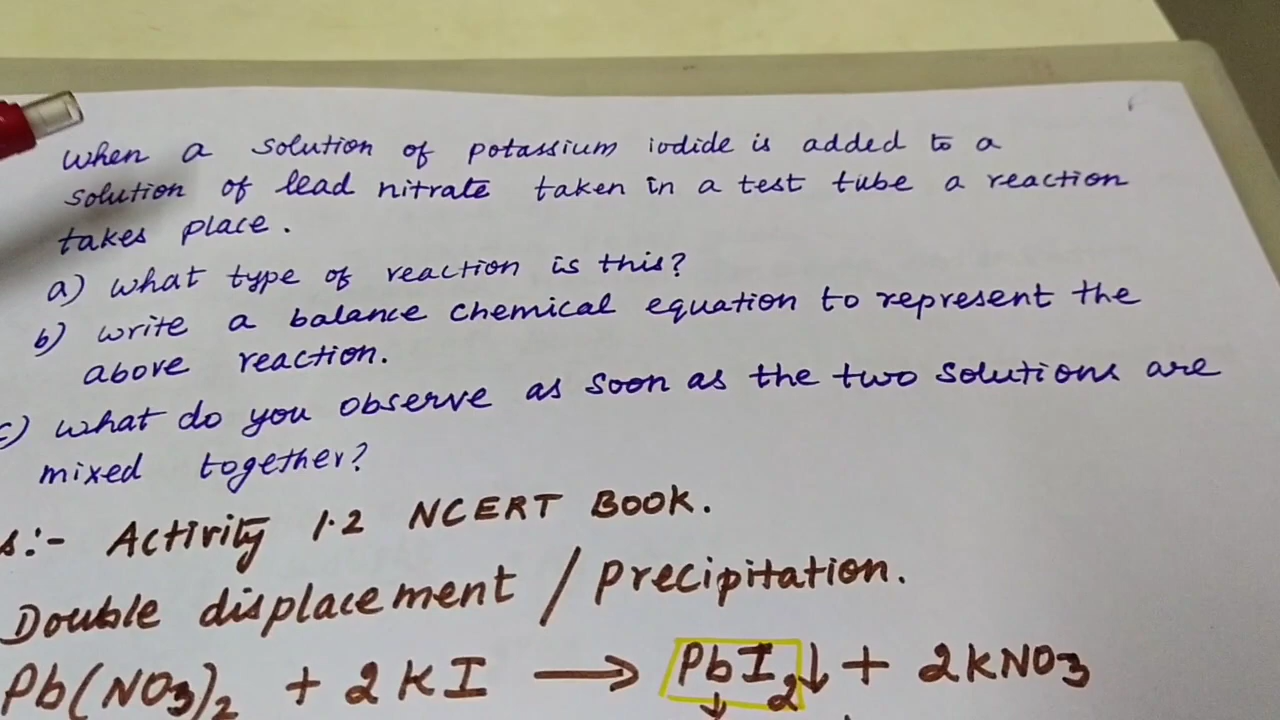 When a solution of potassium iodide is added to a
solution of lead nitrate taken in a test tube a reaction
takes place.
a) what type of reaction is this?
b) write a balance chemical equation to represent the
above reaction.
c) what do you observe as soon as the two solutions are
mixed together?
s:- Activity 1.2 NCERT BOOK.
Double displacement / precipitation.
Pb(NO3)2 + 2KI → PbI2↓ + 2KNO3
↓